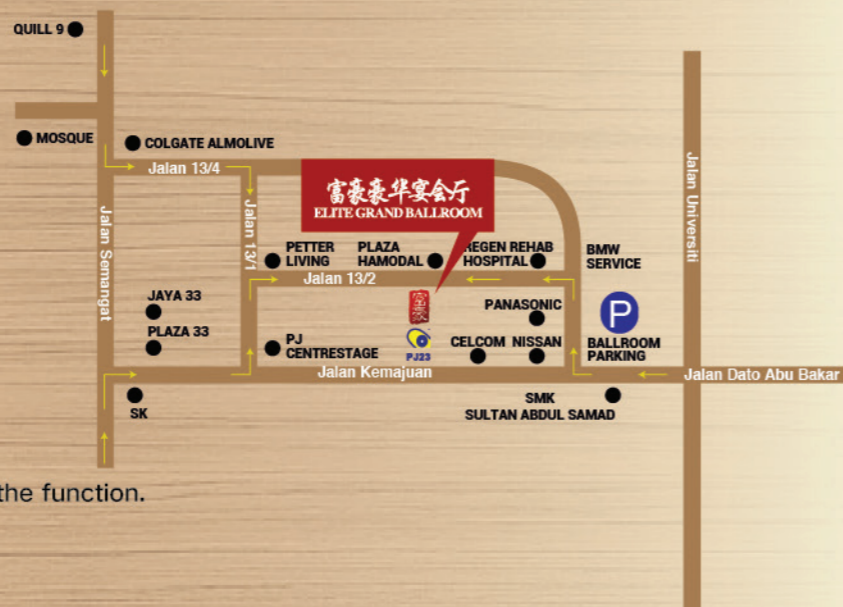 QUILL 9
MOSQUE
COLGATE ALMOLIVE
Jalan 13/4
富豪豪华宴会厅
ELITE GRAND BALLROOM
Jalan Universiti
Jalan Semangat
Jalan 13/1
PETTER
LIVING
PLAZA
HAMODAL
REGEN REHAB
HOSPITAL
BMW
SERVICE
Jalan 13/2
JAYA 33
PLAZA 33
PANASONIC
P
BALLROOM
PARKING
PJ
CENTRESTAGE
PJ23
CELCOM
NISSAN
Jalan Kemajuan
Jalan Dato Abu Bakar
SK
SMK
SULTAN ABDUL SAMAD
the function.